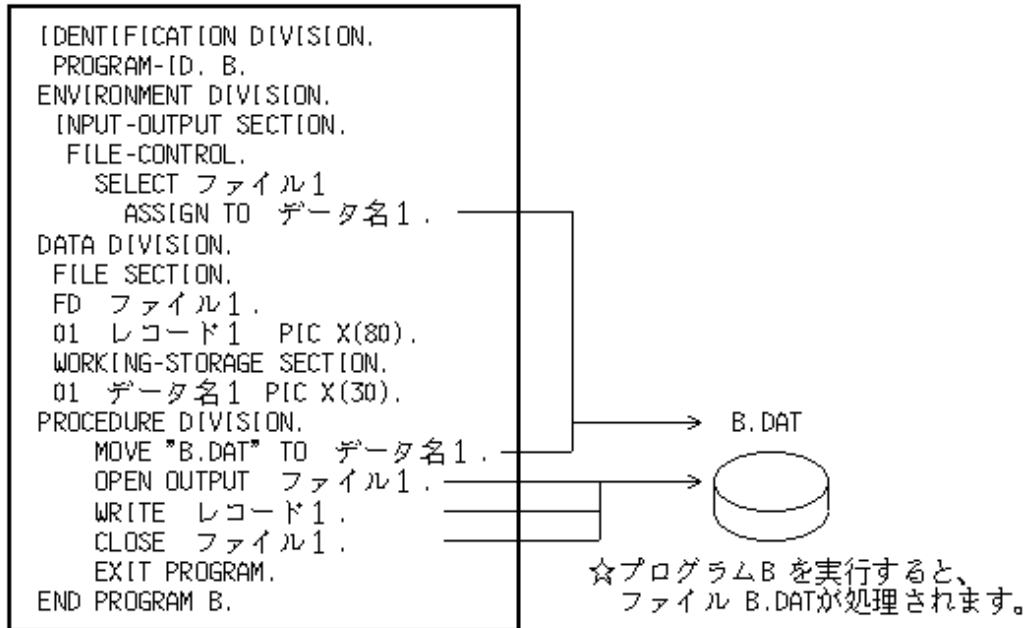 IDENTIFICATION DIVISION.
PROGRAM-ID. B.
ENVIRONMENT DIVISION.
INPUT-OUTPUT SECTION.
FILE-CONTROL.
SELECT ファイル1
ASSIGN TO データ名1.
DATA DIVISION.
FILE SECTION.
FD ファイル1.
01 レコード1 PIC X(80).
WORKING-STORAGE SECTION.
01 データ名1 PIC X(30).
PROCEDURE DIVISION.
MOVE "B.DAT" TO データ名1.
OPEN OUTPUT ファイル1.
WRITE レコード1.
CLOSE ファイル1.
EXIT PROGRAM.
END PROGRAM B.
B.DAT
☆プログラムB を実行すると、
ファイル B.DATが処理されます。